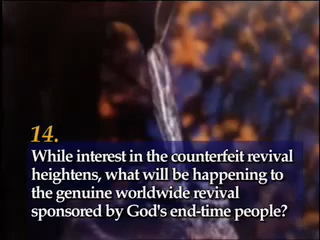 14.
While interest in the counterfeit revival
heightens, what will be happening to
the genuine worldwide revival
sponsored by God's end-time people?